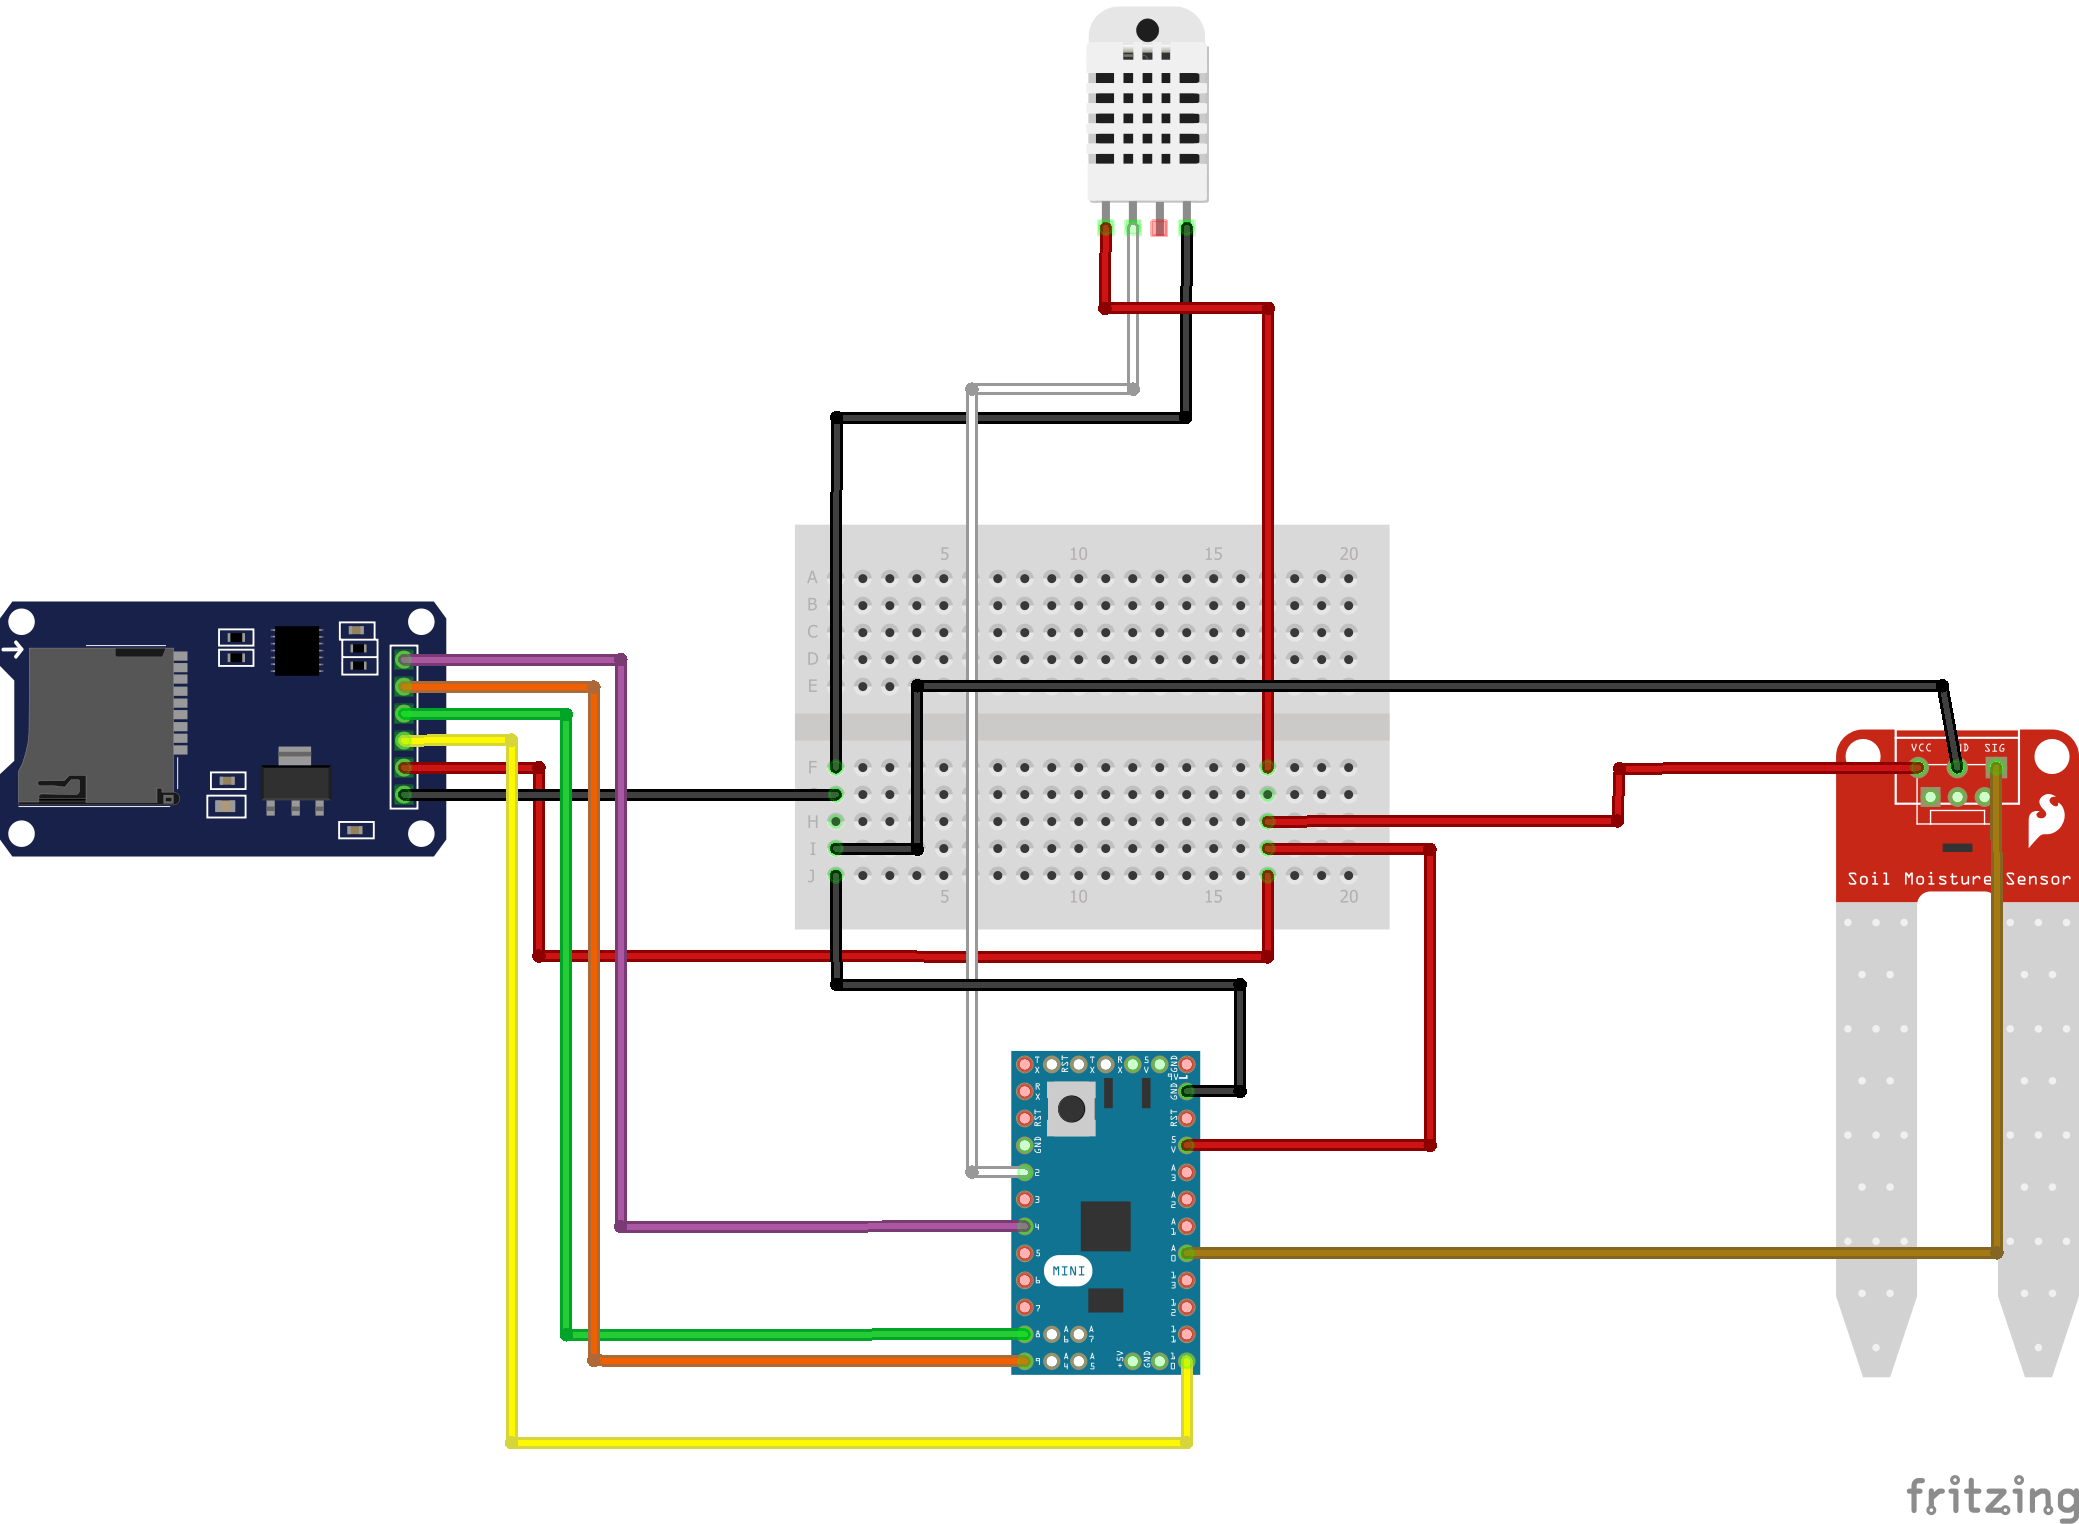 5 10 15 20
A
B
C
D
E
F
H
I
J
5 10 15 20
VCC ND SIG
Soil Moisture Sensor
TX RST TX RX 5V GND
9V
RX GND
RST RST
GND 5V
2 A3
3 A2
4 A1
5 A0
MINI
6 13
7 12
8 A6 A7 11
9 A4 A5 +5V GND 10
fritzing